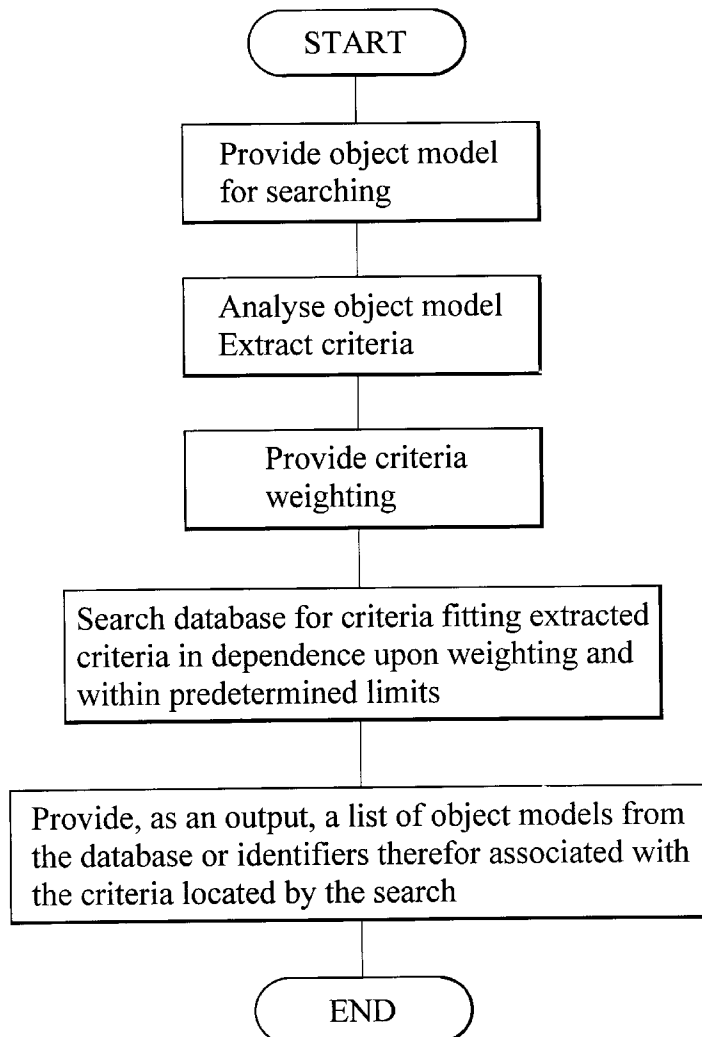 START
Provide object model
for searching
Analyse object model
Extract criteria
Provide criteria
weighting
Search database for criteria fitting extracted
criteria in dependence upon weighting and
within predetermined limits
Provide, as an output, a list of object models from
the database or identifiers therefor associated with
the criteria located by the search
END